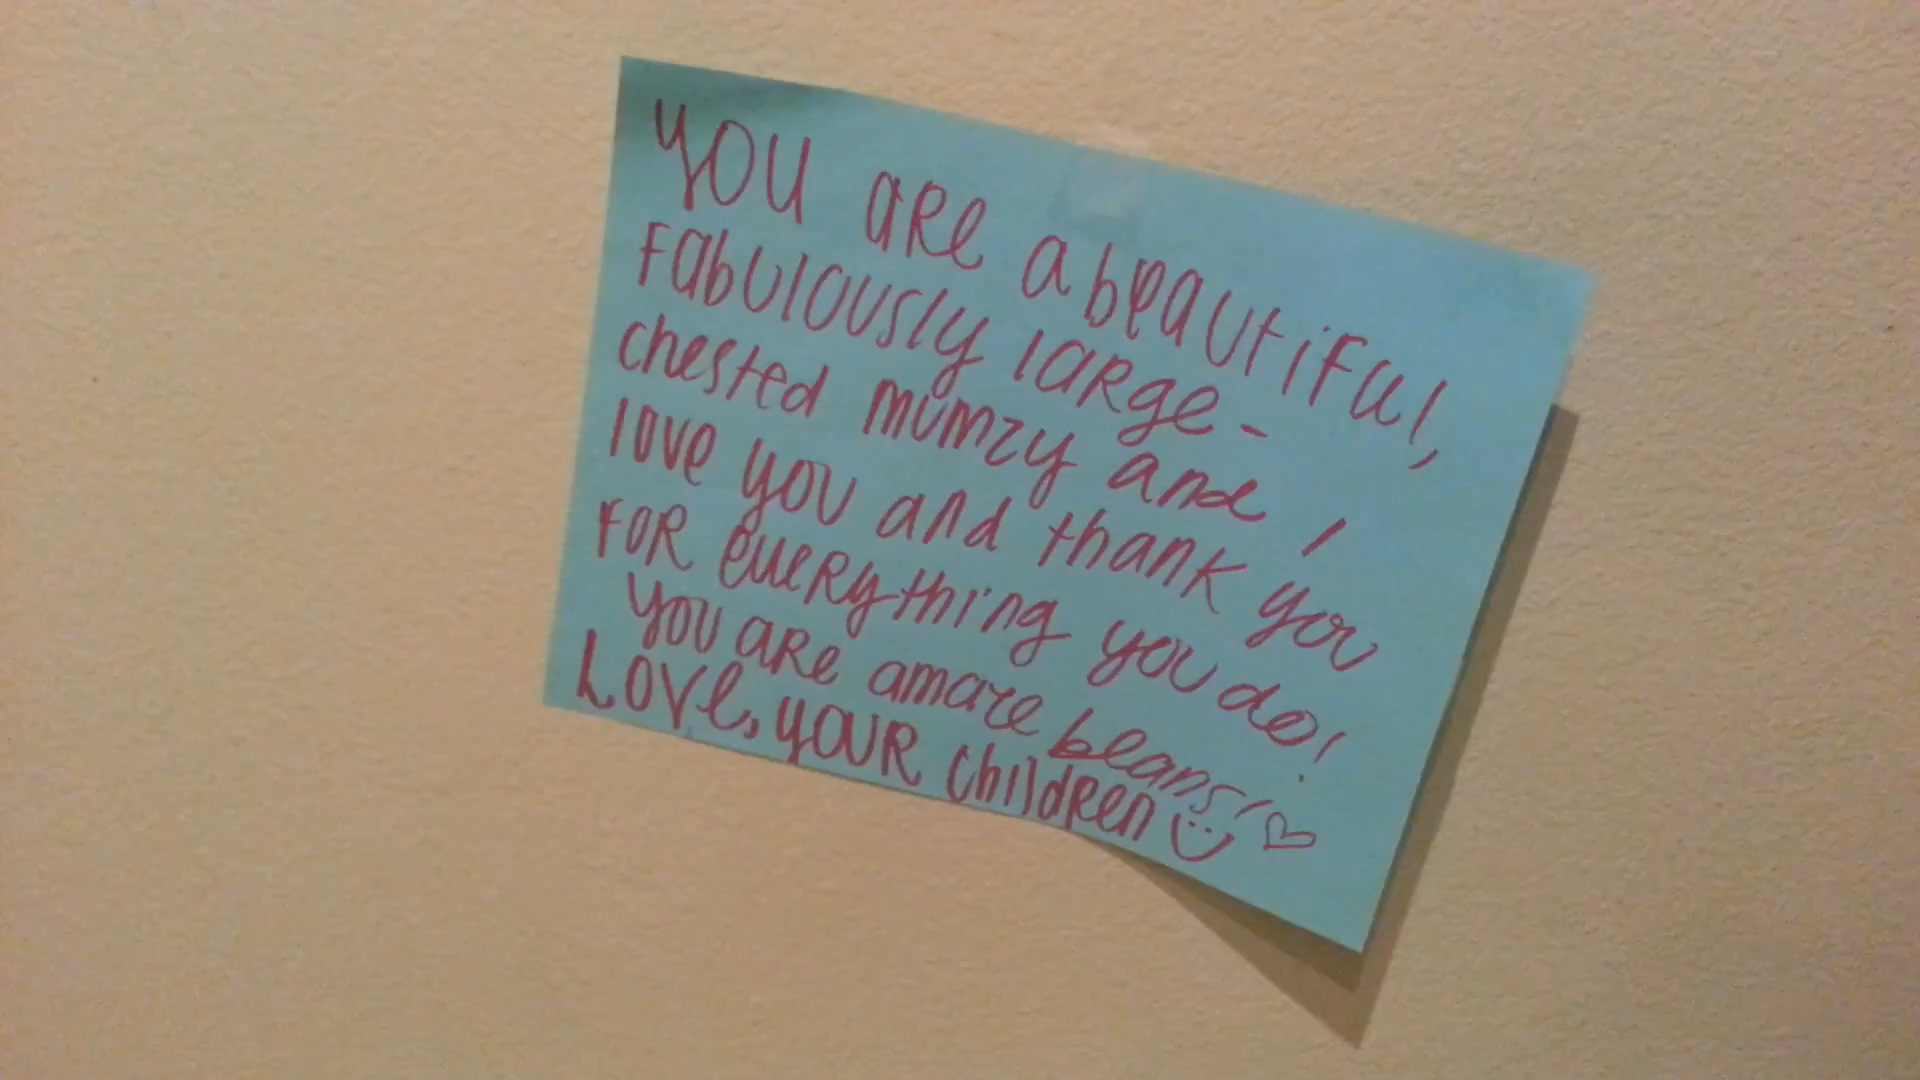 You are a beautiful,
fabulously large-
chested mumzy and I
love you and thank you
for everything you do!
You are amaze beans! ♡
Love, your children ☺